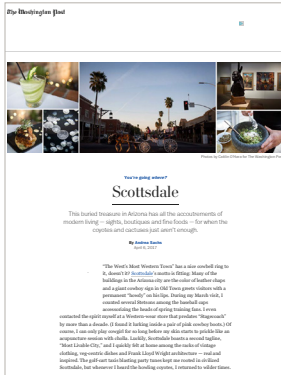 The Washington Post
Photos by Caitlin O'Hara for The Washington Post
You're going where?
Scottsdale
This buried treasure in Arizona has all the accoutrements of
modern living — sights, boutiques and fine foods — for when the
coyotes and cactuses just aren't enough.
By Andrea Sachs
April 6, 2017
"The West's Most Western Town" has a nice cowbell ring to
it, doesn't it? Scottsdale's motto is fitting: Many of the
buildings in the Arizona city are the color of leather chaps
and a giant cowboy sign in Old Town greets visitors with a
permanent "howdy" on his lips. During my March visit, I
counted several Stetsons among the baseball caps
accessorizing the heads of spring training fans. I even
contacted the spirit myself at a Western-wear store that predates "Stagecoach"
by more than a decade. (I found it lurking inside a pair of pink cowboy boots.) Of
course, I can only play cowgirl for so long before my skin starts to prickle like an
acupuncture session with chollas. Luckily, Scottsdale boasts a second tagline,
"Most Livable City," and I quickly felt at home among the racks of vintage
clothing, veg-centric dishes and Frank Lloyd Wright architecture — real and
inspired. The golf-cart taxis blasting party tunes kept me rooted in civilized
Scottsdale, but whenever I heard the howling coyotes, I returned to wilder times.